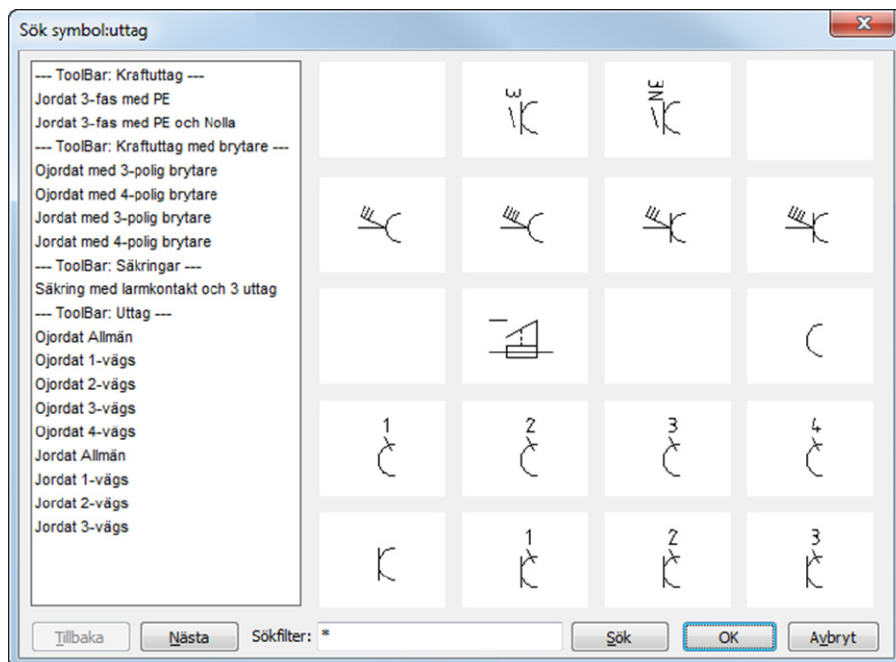 Sök symbol:uttag
--- ToolBar: Kraftuttag ---
Jordat 3-fas med PE
Jordat 3-fas med PE och Nolla
--- ToolBar: Kraftuttag med brytare ---
Ojordat med 3-polig brytare
Ojordat med 4-polig brytare
Jordat med 3-polig brytare
Jordat med 4-polig brytare
--- ToolBar: Säkringar ---
Säkring med larmkontakt och 3 uttag
--- ToolBar: Uttag ---
Ojordat Allmän
Ojordat 1-vägs
Ojordat 2-vägs
Ojordat 3-vägs
Ojordat 4-vägs
Jordat Allmän
Jordat 1-vägs
Jordat 2-vägs
Jordat 3-vägs
3 NE
1 2 3 4
1 2 3
Tillbaka Nästa Sökfilter: * Sök OK Avbryt